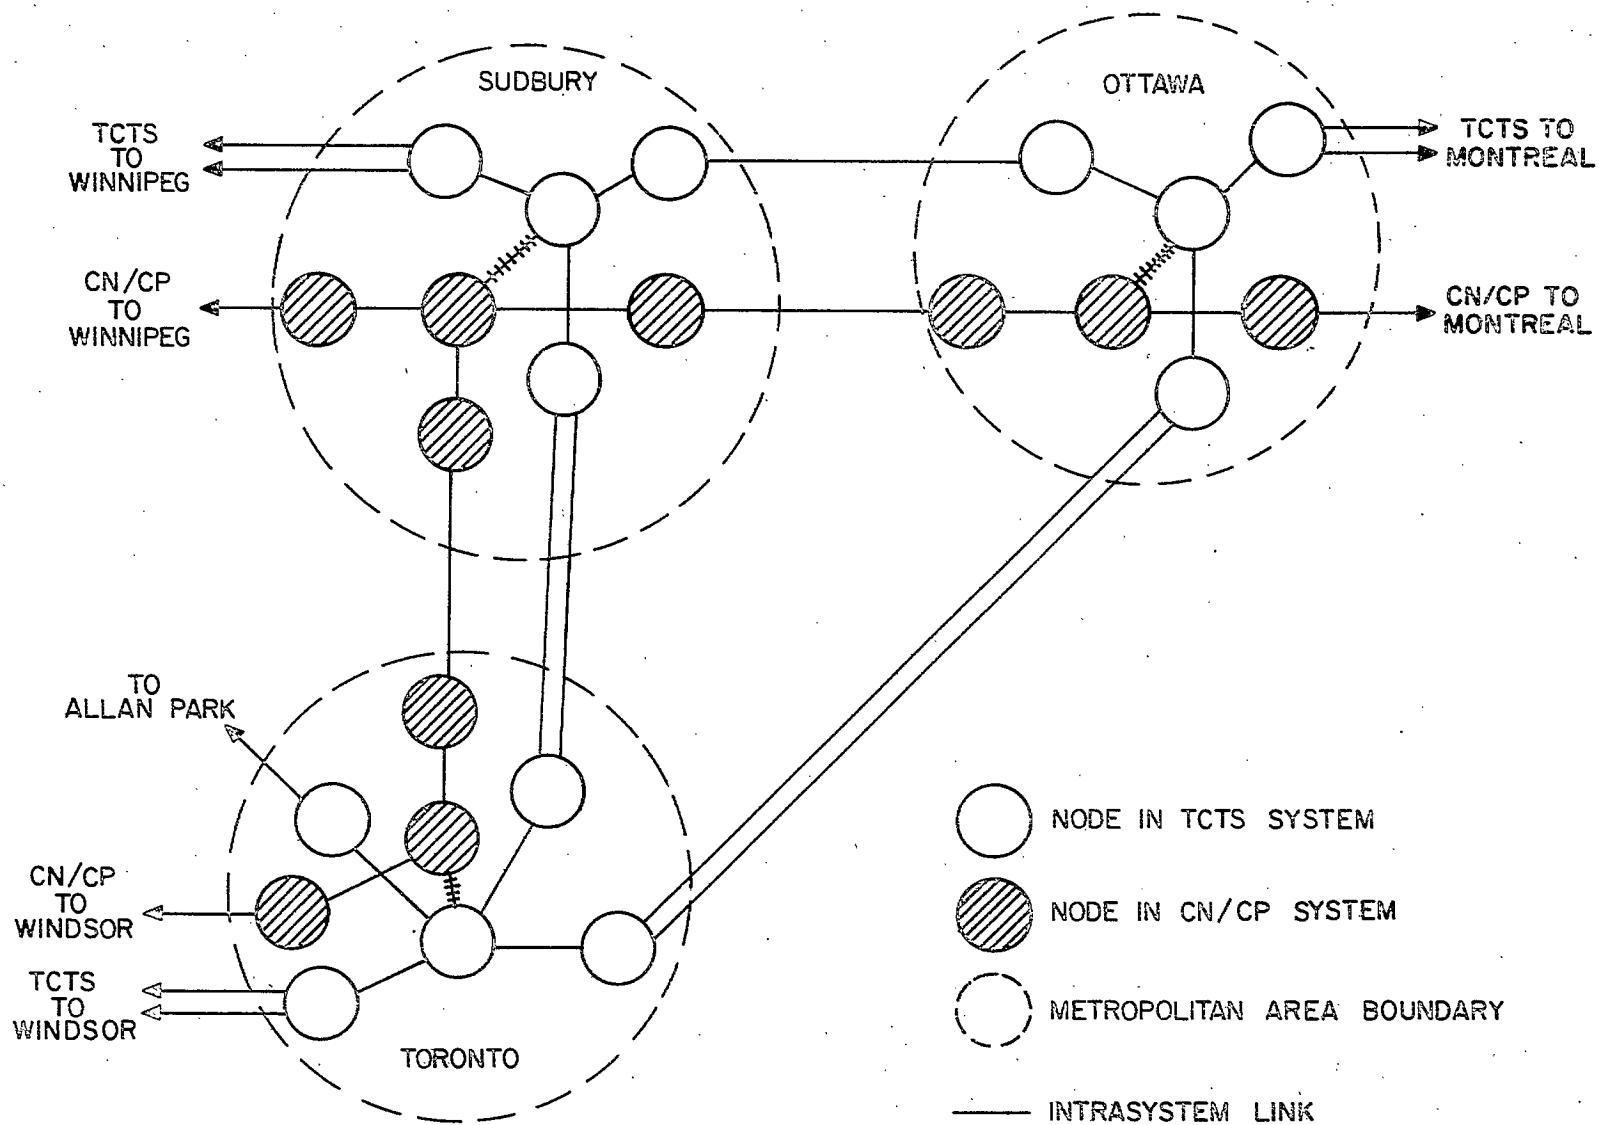 SUDBURY
OTTAWA
TCTS
TO
WINNIPEG
TCTS TO
MONTREAL
CN/CP
TO
WINNIPEG
CN/CP TO
MONTREAL
TO
ALLAN PARK
CN/CP
TO
WINDSOR
TCTS
TO
WINDSOR
TORONTO
NODE IN TCTS SYSTEM
NODE IN CN/CP SYSTEM
METROPOLITAN AREA BOUNDARY
INTRASYSTEM LINK